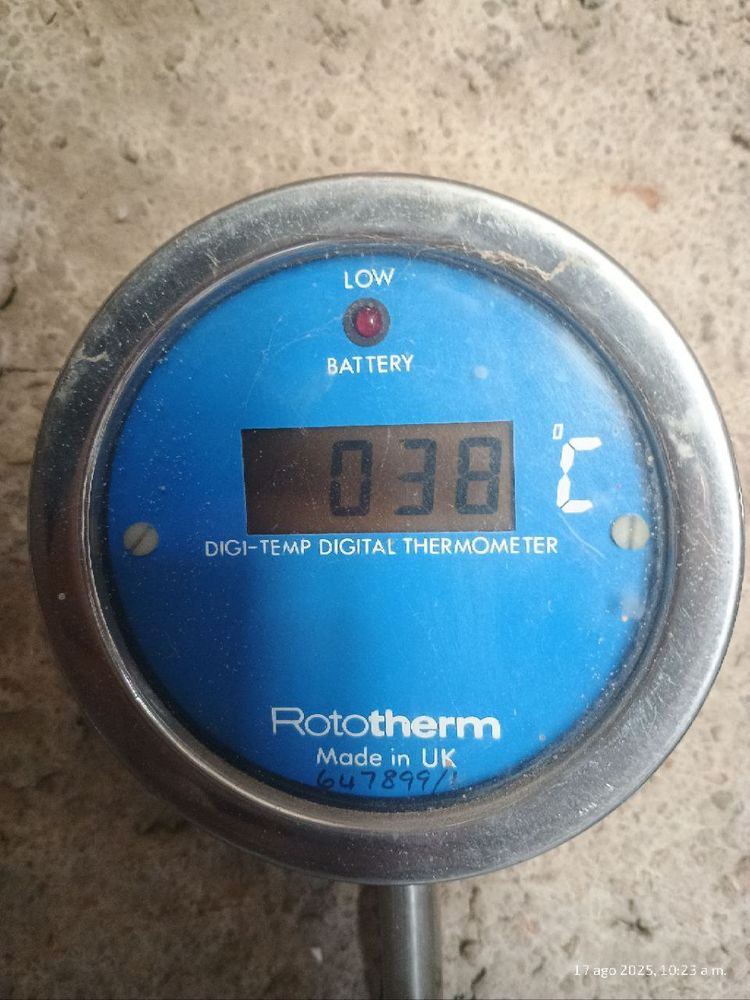 LOW
BATTERY
038 °C
DIGI-TEMP DIGITAL THERMOMETER
Rototherm
Made in UK
647899/1
17 ago 2025, 10:23 a.m.